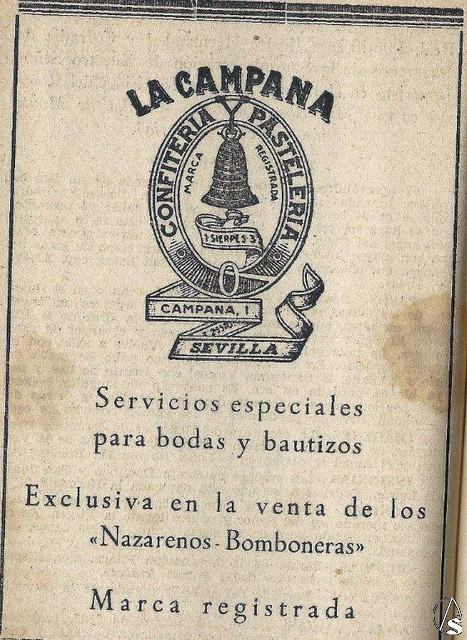 LA CAMPANA
CONFITERIA Y PASTELERIA
MARCA REGISTRADA
1 SIERPES 3
CAMPANA, 1
SEVILLA
Servicios especiales
para bodas y bautizos
Exclusiva en la venta de los
«Nazarenos - Bomboneras»
Marca registrada